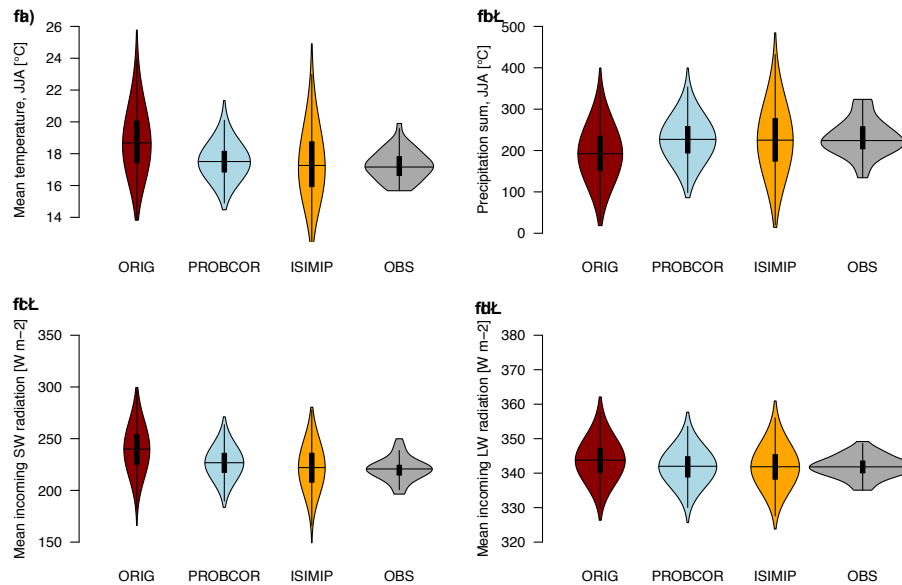 a)
Mean temperature, JJA [°C]
26
24
22
20
18
16
14
ORIG PROBCOR ISIMIP OBS
Precipitation sum, JJA [°C]
500
400
300
200
100
0
ORIG PROBCOR ISIMIP OBS
Mean incoming SW radiation [W m−2]
350
300
250
200
150
ORIG PROBCOR ISIMIP OBS
Mean incoming LW radiation [W m−2]
380
370
360
350
340
330
320
ORIG PROBCOR ISIMIP OBS